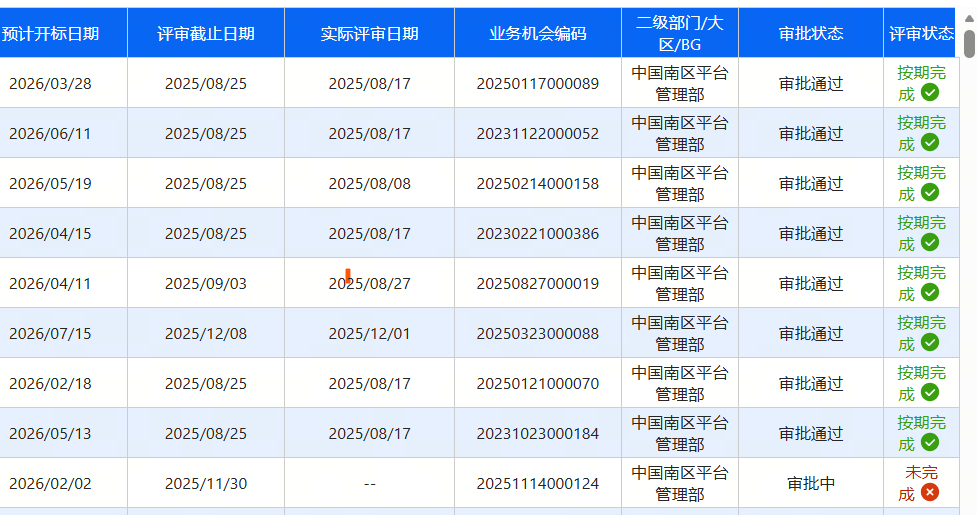 预计开标日期 评审截止日期 实际评审日期 业务机会编码 二级部门/大区/BG 审批状态 评审状态
2026/03/28 2025/08/25 2025/08/17 20250117000089 中国南区平台管理部 审批通过 按期完成
2026/06/11 2025/08/25 2025/08/17 20231122000052 中国南区平台管理部 审批通过 按期完成
2026/05/19 2025/08/25 2025/08/08 20250214000158 中国南区平台管理部 审批通过 按期完成
2026/04/15 2025/08/25 2025/08/17 20230221000386 中国南区平台管理部 审批通过 按期完成
2026/04/11 2025/09/03 2025/08/27 20250827000019 中国南区平台管理部 审批通过 按期完成
2026/07/15 2025/12/08 2025/12/01 20250323000088 中国南区平台管理部 审批通过 按期完成
2026/02/18 2025/08/25 2025/08/17 20250121000070 中国南区平台管理部 审批通过 按期完成
2026/05/13 2025/08/25 2025/08/17 20231023000184 中国南区平台管理部 审批通过 按期完成
2026/02/02 2025/11/30 -- 20251114000124 中国南区平台管理部 审批中 未完成